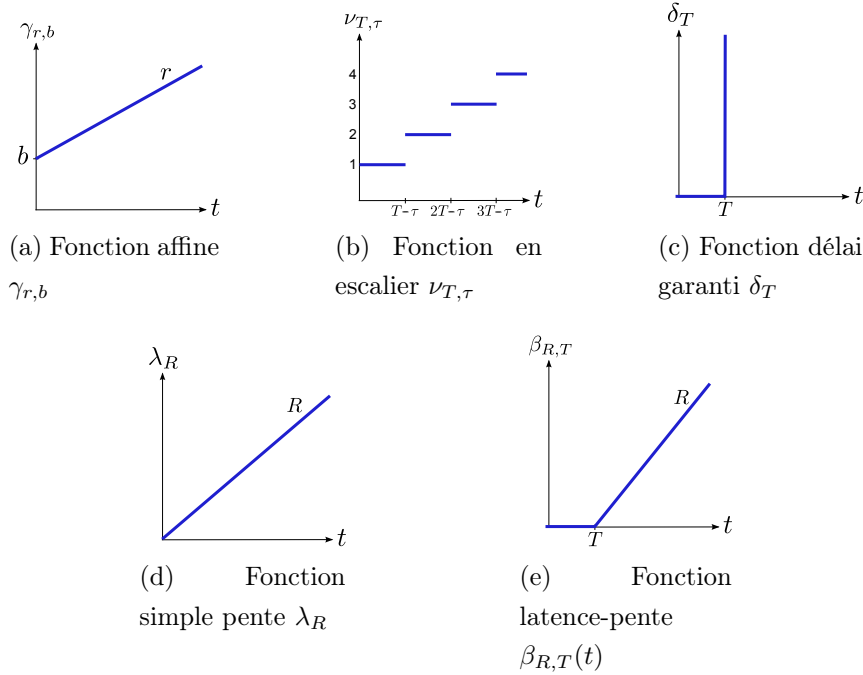 γr,b
r
b
t
(a) Fonction affine
γr,b
νT,τ
4
3
2
1
T-τ 2T-τ 3T-τ
t
(b) Fonction en
escalier νT,τ
δT
T
t
(c) Fonction délai
garanti δT
λR
R
t
(d) Fonction
simple pente λR
βR,T
R
T
t
(e) Fonction
latence-pente
βR,T(t)